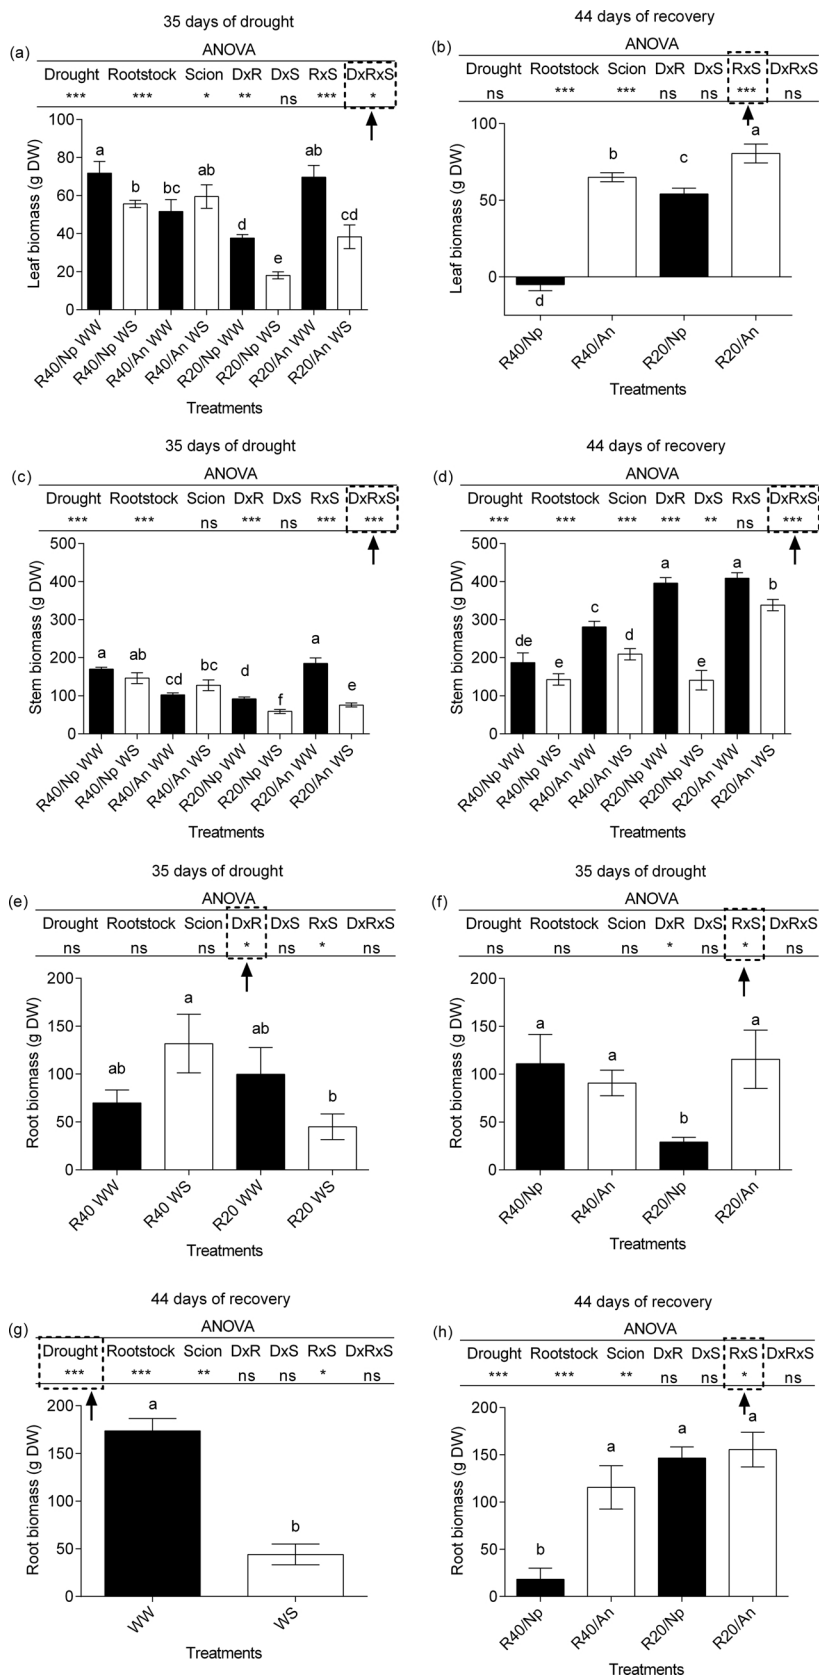 35 days of drought
(a)
ANOVA
Drought Rootstock Scion DxR DxS RxS DxRxS
*** *** * ** ns *** *
Leaf biomass (g DW)
100
80
60
40
20
0
a b bc ab d e ab cd
R40/Np WW R40/Np WS R40/An WW R40/An WS R20/Np WW R20/Np WS R20/An WW R20/An WS
Treatments
44 days of recovery
(b)
ANOVA
Drought Rootstock Scion DxR DxS RxS DxRxS
ns *** *** ns ns *** ns
Leaf biomass (g DW)
100
50
0
d b c a
R40/Np R40/An R20/Np R20/An
Treatments
35 days of drought
(c)
ANOVA
Drought Rootstock Scion DxR DxS RxS DxRxS
*** *** ns *** ns *** ***
Stem biomass (g DW)
500
400
300
200
100
0
a ab cd bc d f a e
R40/Np WW R40/Np WS R40/An WW R40/An WS R20/Np WW R20/Np WS R20/An WW R20/An WS
Treatments
44 days of recovery
(d)
ANOVA
Drought Rootstock Scion DxR DxS RxS DxRxS
*** *** *** *** ** ns ***
Stem biomass (g DW)
500
400
300
200
100
0
de e c d a e a b
R40/Np WW R40/Np WS R40/An WW R40/An WS R20/Np WW R20/Np WS R20/An WW R20/An WS
Treatments
35 days of drought
(e)
ANOVA
Drought Rootstock Scion DxR DxS RxS DxRxS
ns ns ns * ns * ns
Root biomass (g DW)
200
150
100
50
0
ab a ab b
R40 WW R40 WS R20 WW R20 WS
Treatments
35 days of drought
(f)
ANOVA
Drought Rootstock Scion DxR DxS RxS DxRxS
ns ns ns * ns * ns
Root biomass (g DW)
200
150
100
50
0
a a b a
R40/Np R40/An R20/Np R20/An
Treatments
44 days of recovery
(g)
ANOVA
Drought Rootstock Scion DxR DxS RxS DxRxS
*** *** ** ns ns * ns
Root biomass (g DW)
200
150
100
50
0
a b
WW WS
Treatments
44 days of recovery
(h)
ANOVA
Drought Rootstock Scion DxR DxS RxS DxRxS
*** *** ** ns ns * ns
Root biomass (g DW)
200
150
100
50
0
b a a a
R40/Np R40/An R20/Np R20/An
Treatments